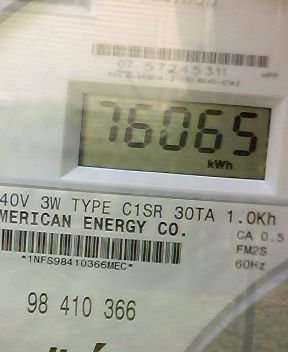 07 57245311
76065
kWh
40V 3W TYPE C1SR 30TA 1.0Kh
MERICAN ENERGY CO.
CA 0.5
FM2S
60Hz
*1NFS98410366MEC*
98 410 366